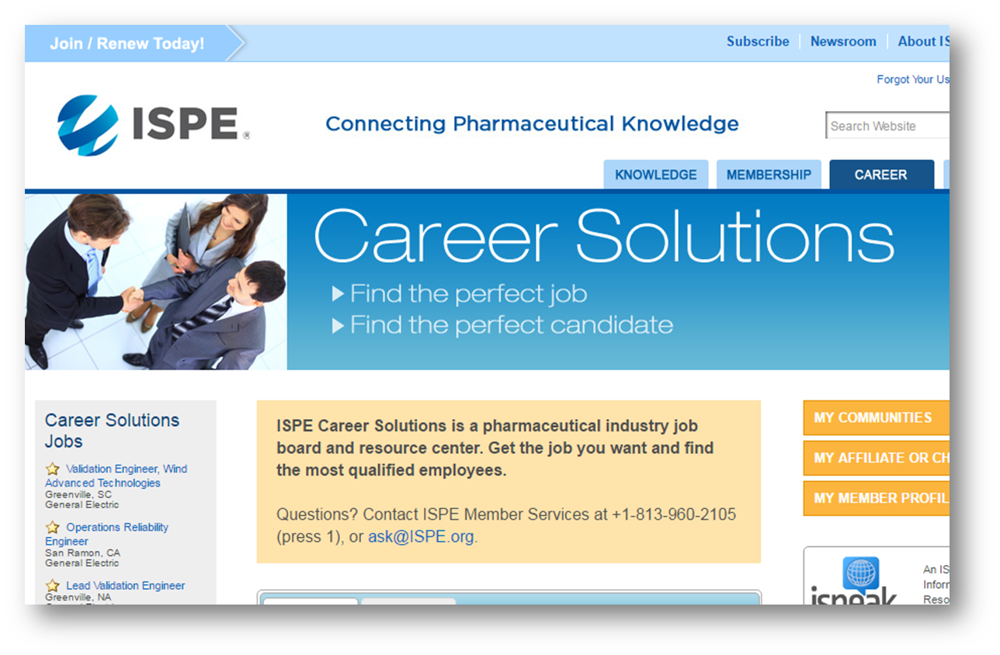 Join / Renew Today!
Subscribe
Newsroom
About IS
Forgot Your Us
ISPE®
Connecting Pharmaceutical Knowledge
Search Website
KNOWLEDGE
MEMBERSHIP
CAREER
Career Solutions
Find the perfect job
Find the perfect candidate
Career Solutions
Jobs
Validation Engineer, Wind
Advanced Technologies
Greenville, SC
General Electric
Operations Reliability
Engineer
San Ramon, CA
General Electric
Lead Validation Engineer
Greenville, NA
ISPE Career Solutions is a pharmaceutical industry job
board and resource center. Get the job you want and find
the most qualified employees.
Questions? Contact ISPE Member Services at +1-813-960-2105
(press 1), or ask@ISPE.org.
MY COMMUNITIES
MY AFFILIATE OR CH
MY MEMBER PROFIL
ispeak
An IS
Inforr
Reso